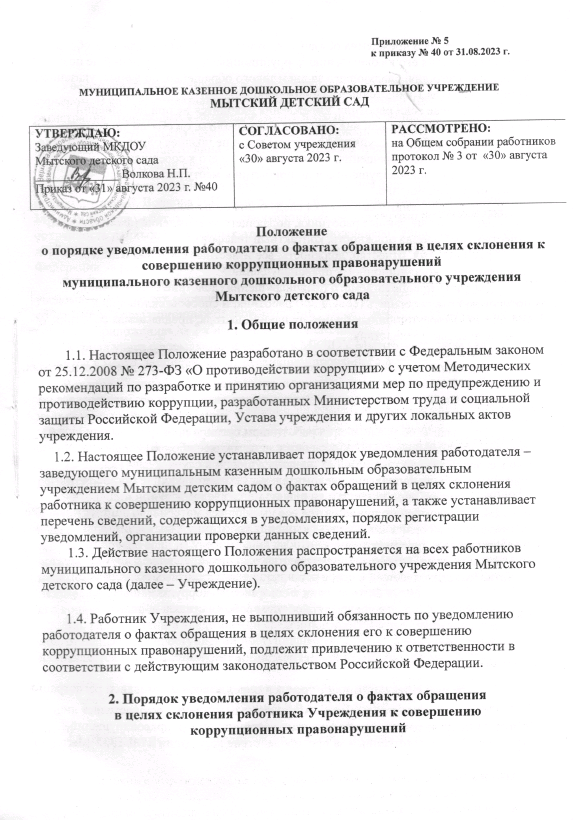 Приложение № 5
к приказу № 40 от 31.08.2023 г.
МУНИЦИПАЛЬНОЕ КАЗЕННОЕ ДОШКОЛЬНОЕ ОБРАЗОВАТЕЛЬНОЕ УЧРЕЖДЕНИЕ
МЫТСКИЙ ДЕТСКИЙ САД
УТВЕРЖДАЮ:
Заведующий МКДОУ
Мытского детского сада
Волкова Н.П.
Приказ от «31» августа 2023 г. №40
СОГЛАСОВАНО:
с Советом учреждения
«30» августа 2023 г.
РАССМОТРЕНО:
на Общем собрании работников
протокол № 3 от «30» августа
2023 г.
Положение
о порядке уведомления работодателя о фактах обращения в целях склонения к
совершению коррупционных правонарушений
муниципального казенного дошкольного образовательного учреждения
Мытского детского сада
1. Общие положения
1.1. Настоящее Положение разработано в соответствии с Федеральным законом
от 25.12.2008 № 273-ФЗ «О противодействии коррупции» с учетом Методических
рекомендаций по разработке и принятию организациями мер по предупреждению и
противодействию коррупции, разработанных Министерством труда и социальной
защиты Российской Федерации, Устава учреждения и других локальных актов
учреждения.
1.2. Настоящее Положение устанавливает порядок уведомления работодателя –
заведующего муниципальным казенным дошкольным образовательным
учреждением Мытским детским садом о фактах обращений в целях склонения
работника к совершению коррупционных правонарушений, а также устанавливает
перечень сведений, содержащихся в уведомлениях, порядок регистрации
уведомлений, организации проверки данных сведений.
1.3. Действие настоящего Положения распространяется на всех работников
муниципального казенного дошкольного образовательного учреждения Мытского
детского сада (далее – Учреждение).
1.4. Работник Учреждения, не выполнивший обязанность по уведомлению
работодателя о фактах обращения в целях склонения его к совершению
коррупционных правонарушений, подлежит привлечению к ответственности в
соответствии с действующим законодательством Российской Федерации.
2. Порядок уведомления работодателя о фактах обращения
в целях склонения работника Учреждения к совершению
коррупционных правонарушений